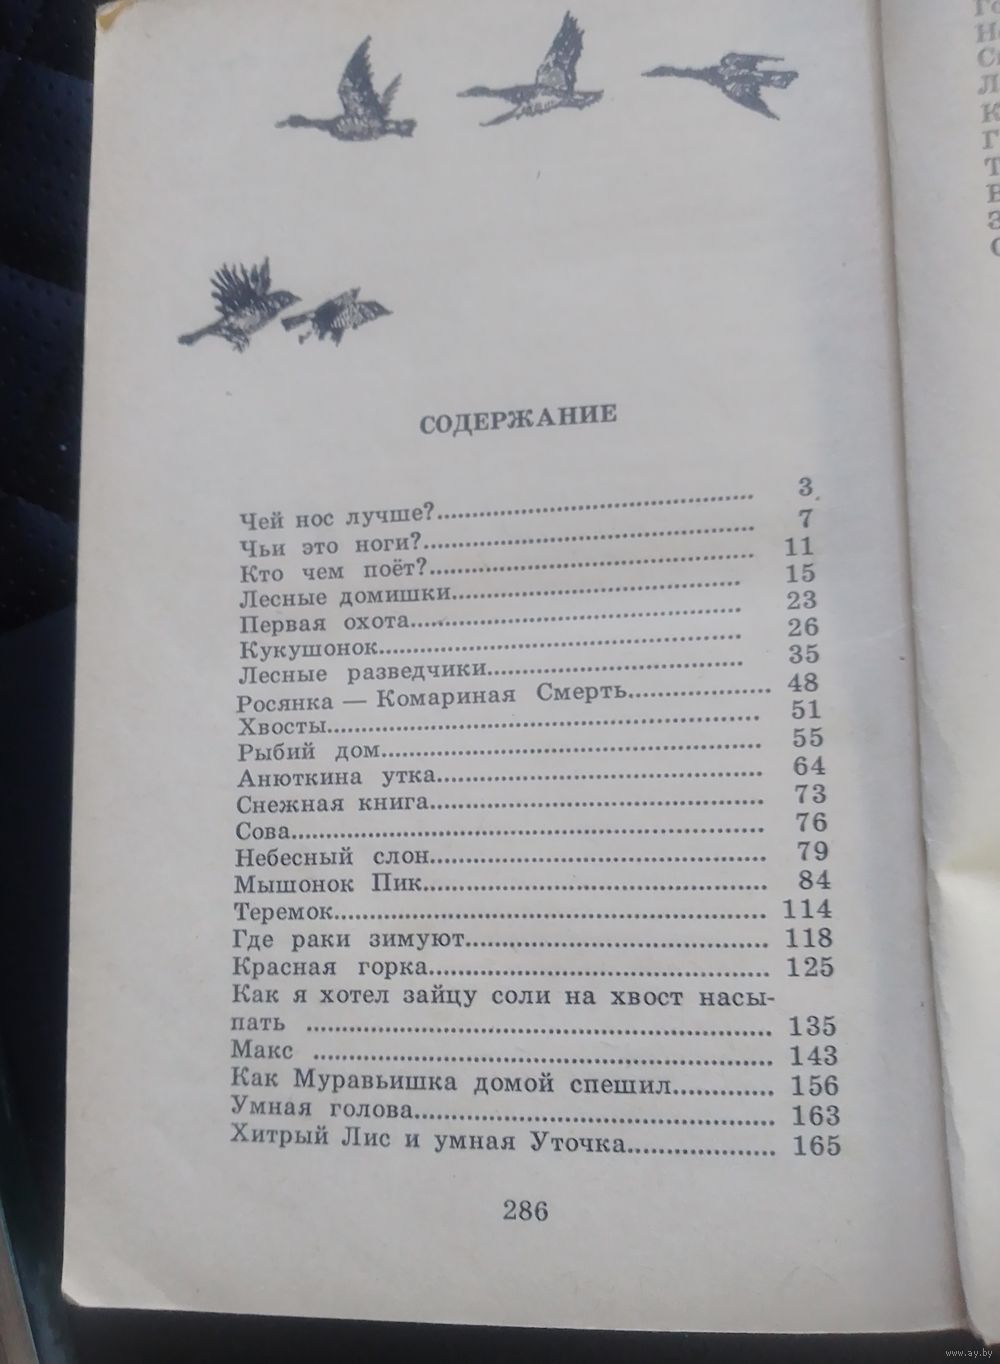 СОДЕРЖАНИЕ
Чей нос лучше?........ 3
Чьи это ноги?........ 7
Кто чем поёт?........ 11
Лесные домишки........ 15
Первая охота........ 23
Кукушонок........ 26
Лесные разведчики........ 35
Росянка — Комариная Смерть........ 48
Хвосты........ 51
Рыбий дом........ 55
Анюткина утка........ 64
Снежная книга........ 73
Сова........ 76
Небесный слон........ 79
Мышонок Пик........ 84
Теремок........ 114
Где раки зимуют........ 118
Красная горка........ 125
Как я хотел зайцу соли на хвост насы-
пать ........ 135
Макс ........ 143
Как Муравьишка домой спешил........ 156
Умная голова........ 163
Хитрый Лис и умная Уточка........ 165
286
www.ay.by